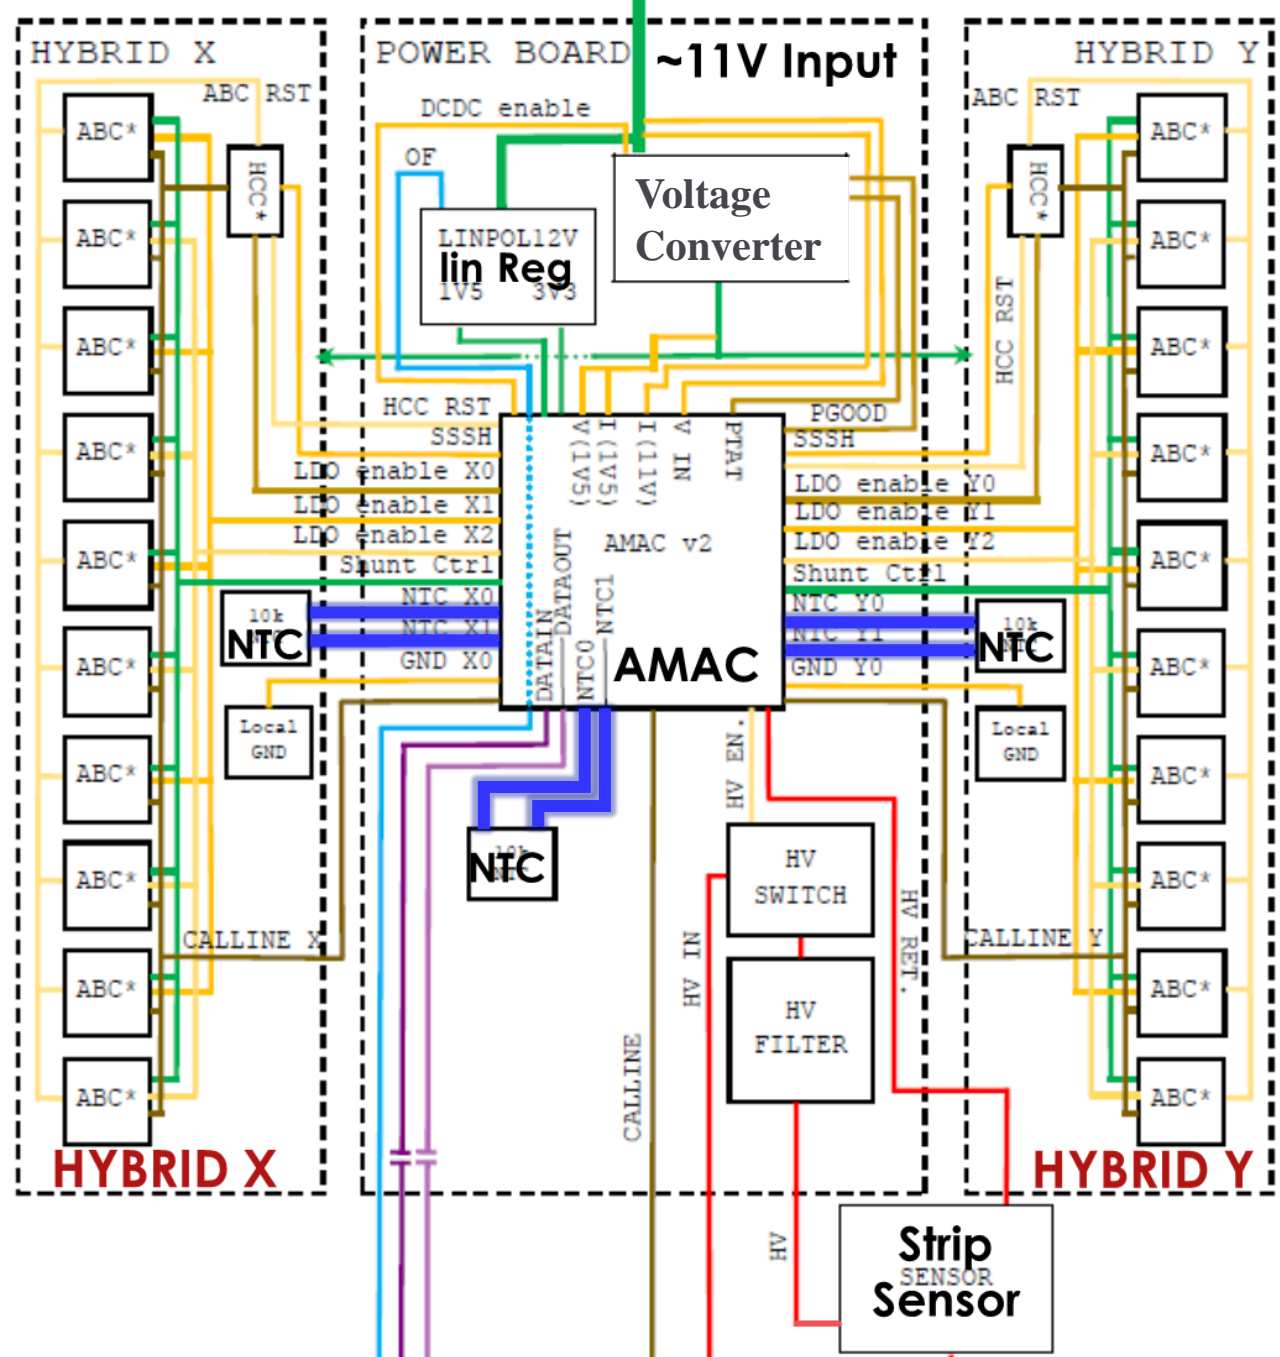 HYBRID X
POWER BOARD
~11V Input
HYBRID Y
ABC RST
DCDC enable
ABC RST
OF
HCC*
HCC*
Voltage
Converter
LINPOL12V
lin Reg
1V5 3V3
ABC*
ABC*
ABC*
ABC*
ABC*
ABC*
ABC*
ABC*
ABC*
ABC*
HYBRID X
HCC RST
SSSH
LDO enable X0
LDO enable X1
LDO enable X2
Shunt Ctrl
NTC X0
NTC X1
GND X0
10k
NTC
Local
GND
CALLINE X
V(1V5)
I(1V5)
I(11V)
V IN
PTAT
AMAC v2
DATAIN
DATAOUT
NTC0
NTC1
AMAC
PGOOD
SSSH
LDO enable Y0
LDO enable Y1
LDO enable Y2
Shunt Ctrl
NTC Y0
NTC Y1
GND Y0
HCC RST
10k
NTC
Local
GND
CALLINE Y
10k
NTC
HV EN.
HV
SWITCH
HV IN
HV RET.
HV
FILTER
CALLINE
HV
ABC*
ABC*
ABC*
ABC*
ABC*
ABC*
ABC*
ABC*
ABC*
ABC*
HYBRID Y
Strip
SENSOR
Sensor